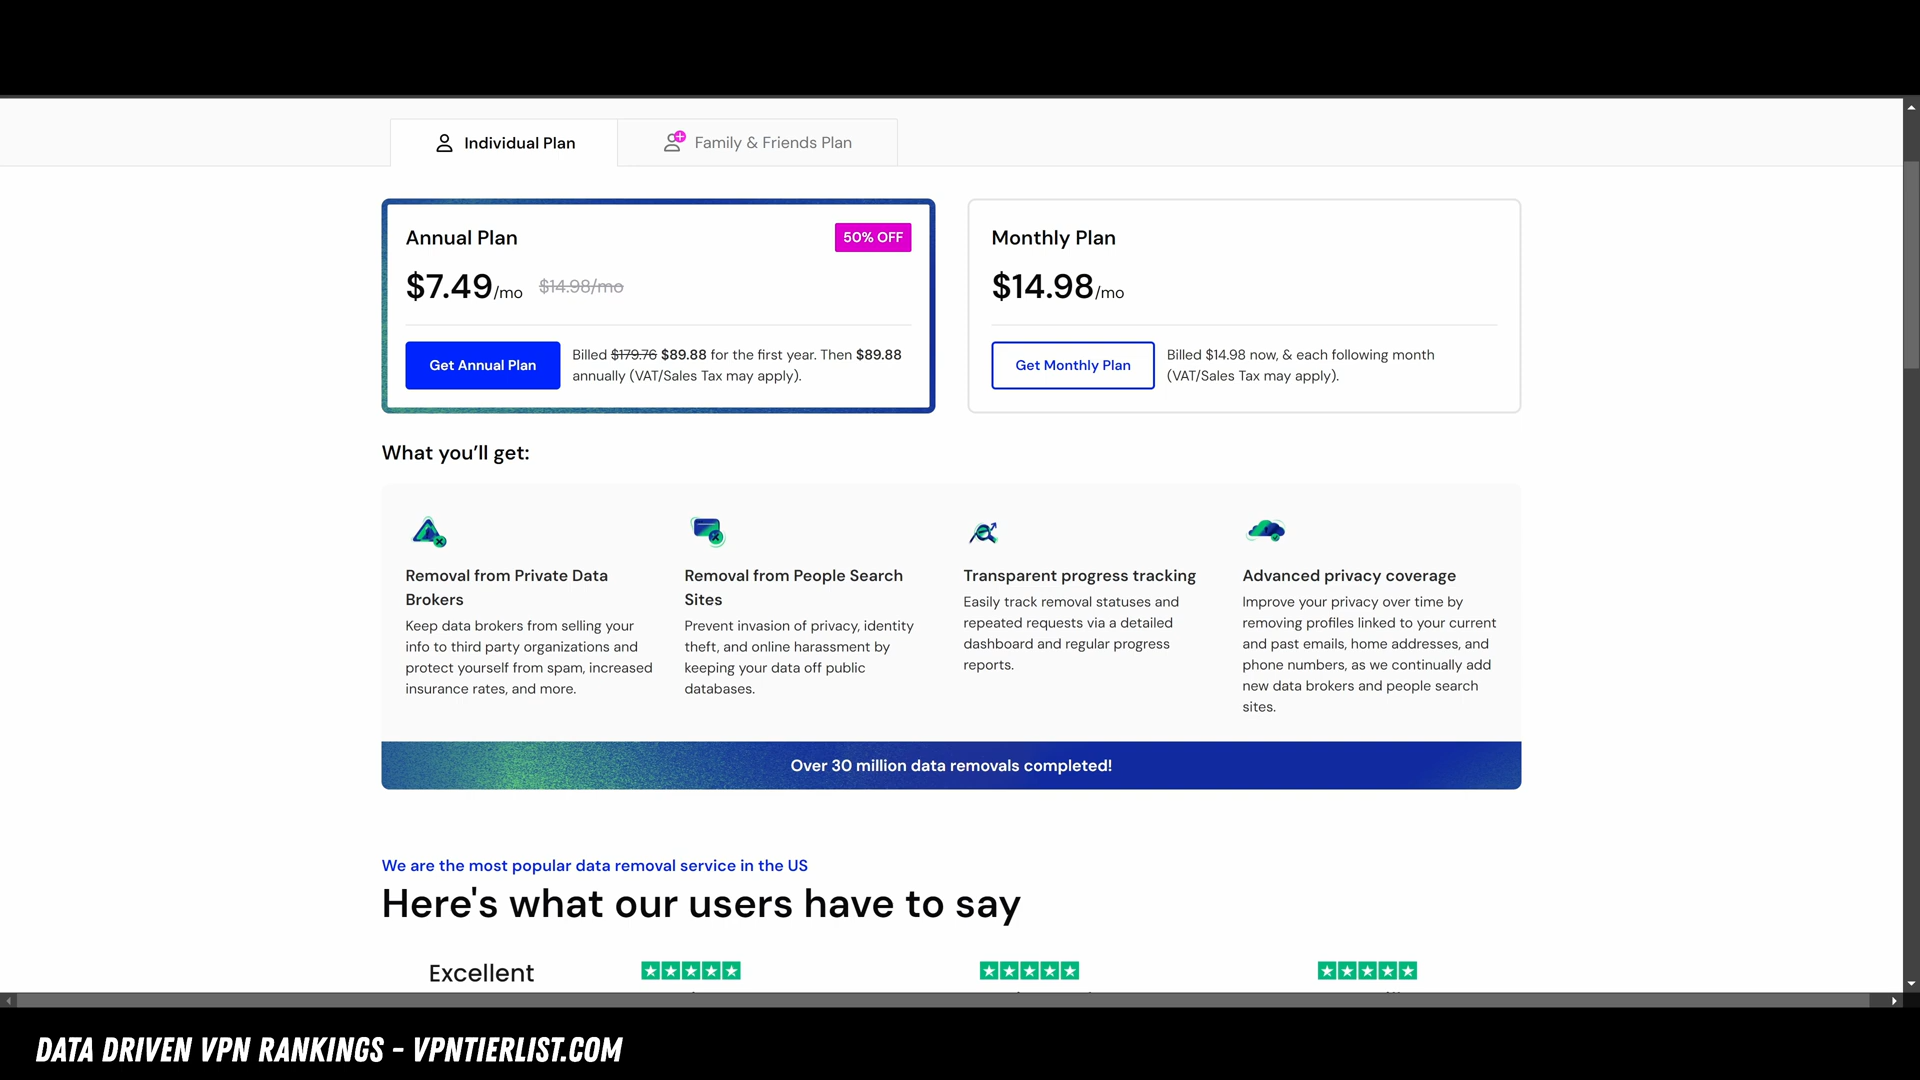 Individual Plan
Family & Friends Plan
Annual Plan
50% OFF
$7.49/mo $14.98/mo
Get Annual Plan
Billed $179.76 $89.88 for the first year. Then $89.88
annually (VAT/Sales Tax may apply).
Monthly Plan
$14.98/mo
Get Monthly Plan
Billed $14.98 now, & each following month
(VAT/Sales Tax may apply).
What you’ll get:
Removal from Private Data
Brokers
Keep data brokers from selling your
info to third party organizations and
protect yourself from spam, increased
insurance rates, and more.
Removal from People Search
Sites
Prevent invasion of privacy, identity
theft, and online harassment by
keeping your data off public
databases.
Transparent progress tracking
Easily track removal statuses and
repeated requests via a detailed
dashboard and regular progress
reports.
Advanced privacy coverage
Improve your privacy over time by
removing profiles linked to your current
and past emails, home addresses, and
phone numbers, as we continually add
new data brokers and people search
sites.
Over 30 million data removals completed!
We are the most popular data removal service in the US
Here's what our users have to say
Excellent
DATA DRIVEN VPN RANKINGS - VPNTIERLIST.COM